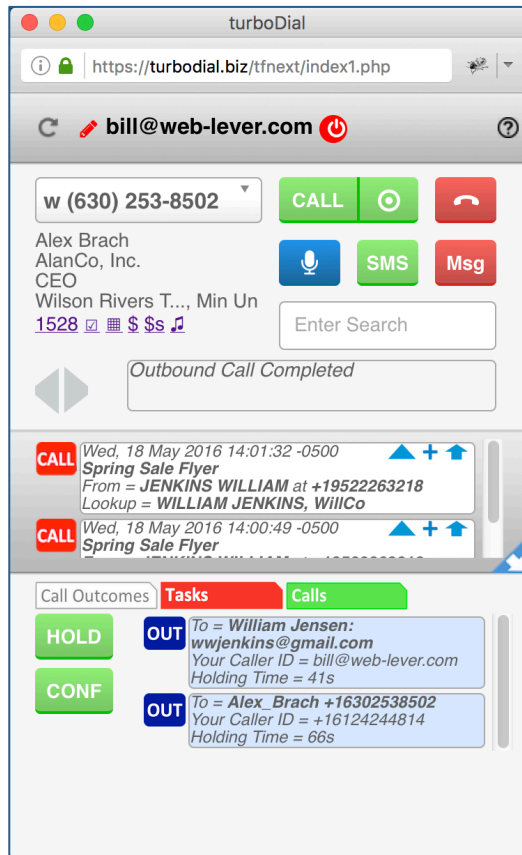 turboDial
https://turbodial.biz/tfnext/index1.php
bill@web-lever.com
w (630) 253-8502
CALL
Alex Brach
AlanCo, Inc.
CEO
Wilson Rivers T..., Min Un
1528 $ $s
SMS
Msg
Enter Search
Outbound Call Completed
CALL
Wed, 18 May 2016 14:01:32 -0500
Spring Sale Flyer
From = JENKINS WILLIAM at +19522263218
Lookup = WILLIAM JENKINS, WillCo
CALL
Wed, 18 May 2016 14:00:49 -0500
Spring Sale Flyer
Call Outcomes
Tasks
Calls
HOLD
CONF
OUT
To = William Jensen:
wwjenkins@gmail.com
Your Caller ID = bill@web-lever.com
Holding Time = 41s
OUT
To = Alex_Brach +16302538502
Your Caller ID = +16124244814
Holding Time = 66s